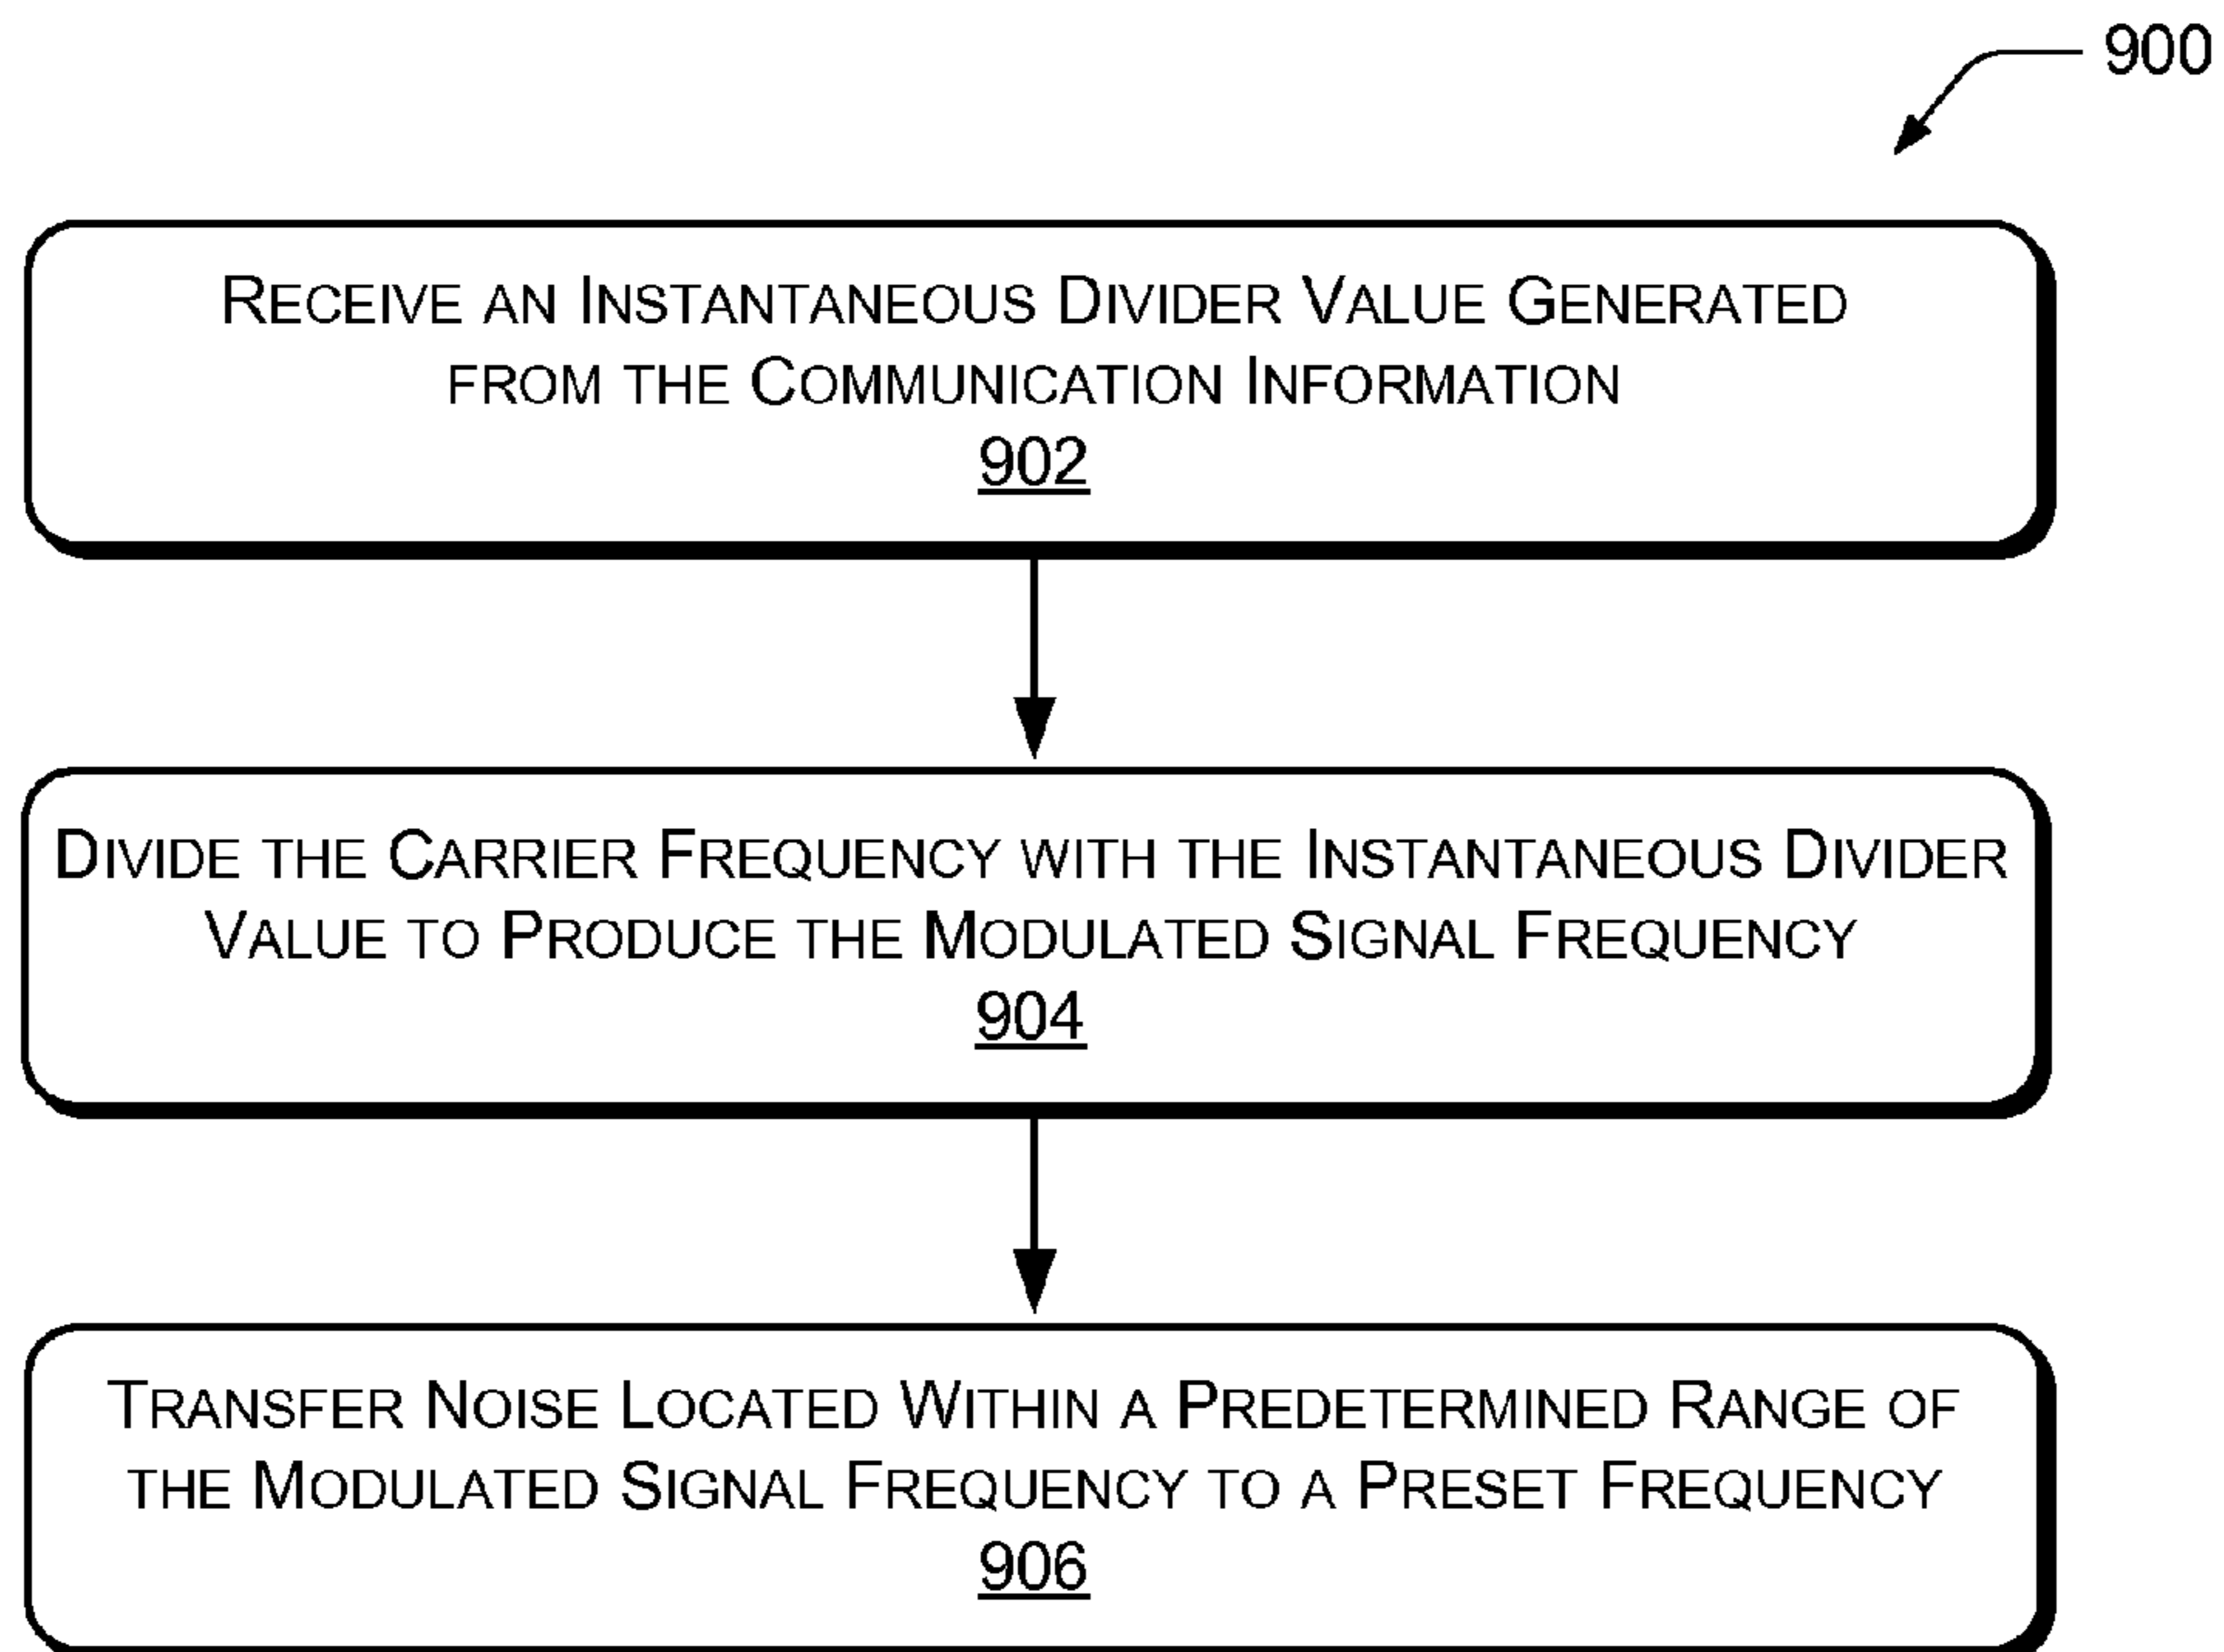 900
RECEIVE AN INSTANTANEOUS DIVIDER VALUE GENERATED
FROM THE COMMUNICATION INFORMATION
902
DIVIDE THE CARRIER FREQUENCY WITH THE INSTANTANEOUS DIVIDER
VALUE TO PRODUCE THE MODULATED SIGNAL FREQUENCY
904
TRANSFER NOISE LOCATED WITHIN A PREDETERMINED RANGE OF
THE MODULATED SIGNAL FREQUENCY TO A PRESET FREQUENCY
906